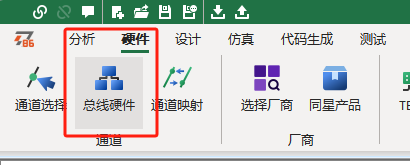 分析 硬件 设计 仿真 代码生成 测试
通道选择 总线硬件 通道映射 选择厂商 同星产品 TE
通道 厂商